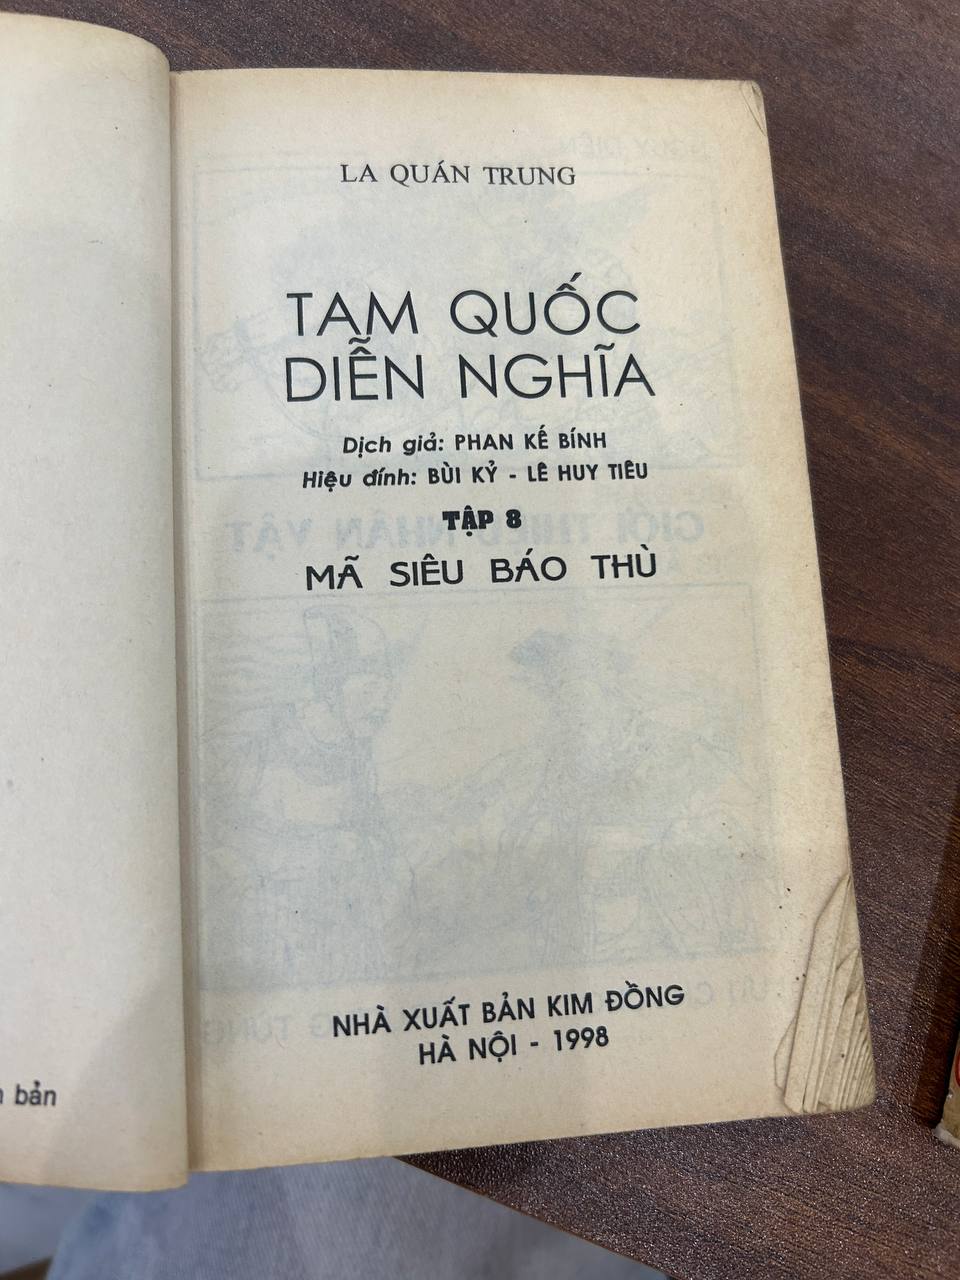 LA QUÁN TRUNG
TAM QUỐC
DIỄN NGHĨA
Dịch giả: PHAN KẾ BÍNH
Hiệu đính: BÙI KỶ - LÊ HUY TIÊU
TẬP 8
MÃ SIÊU BÁO THÙ
NHÀ XUẤT BẢN KIM ĐỒNG
HÀ NỘI - 1998
bản